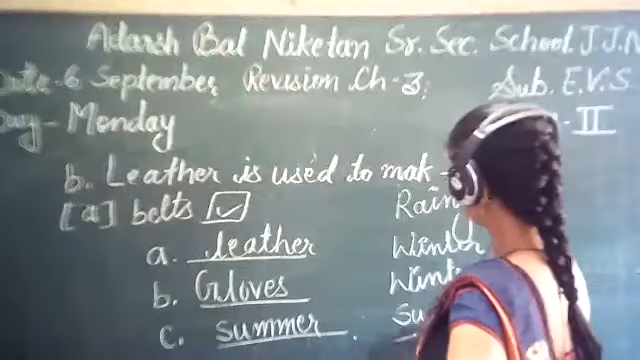 Adarsh Bal Niketan Sr. Sec. School J.J.N
Date-6 September Revision Ch-3 Sub. E.V.S
Day-Monday - II
b. Leather is used to mak-
[a] belts Rain
a. leather Winter
b. Gloves
c. summer